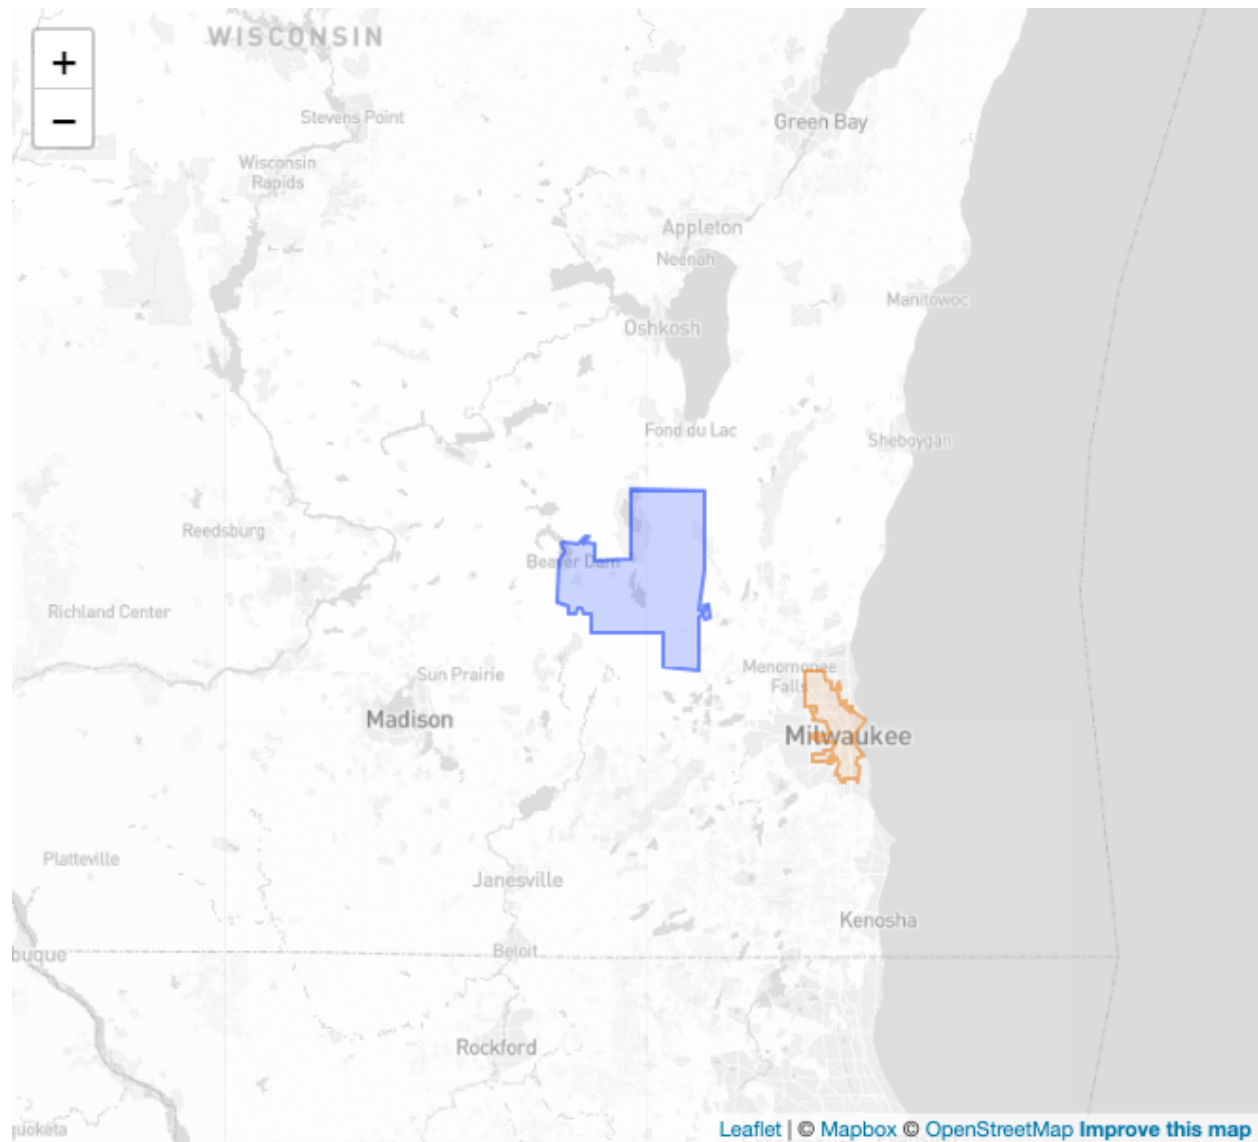 WISCONSIN
+
−
Stevens Point
Green Bay
Wisconsin
Rapids
Appleton
Neenah
Manitowoc
Oshkosh
Fond du Lac
Sheboygan
Reedsburg
Beaver Dam
Richland Center
Menomonee
Falls
Sun Prairie
Madison
Milwaukee
Platteville
Janesville
Kenosha
buque
Beloit
Rockford
quoketa
Leaflet | © Mapbox © OpenStreetMap Improve this map